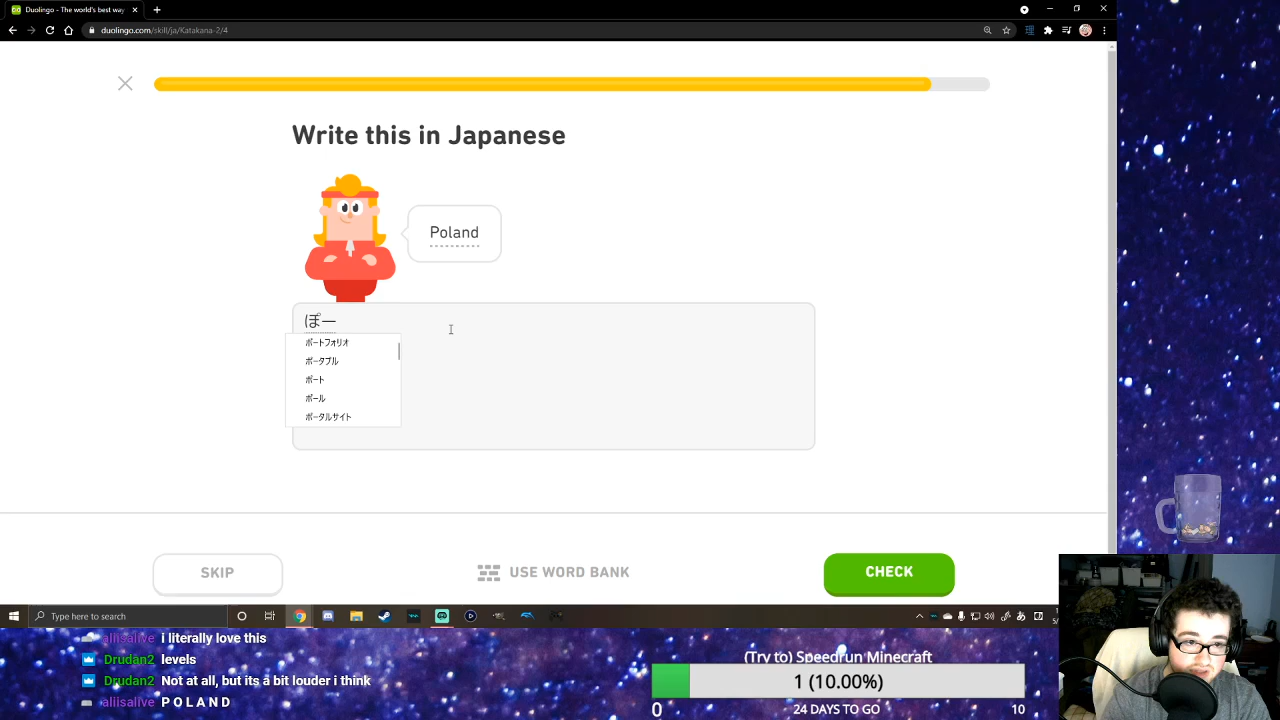 Duolingo - The world's best way
duolingo.com/skill/ja/Katakana-2/4
Write this in Japanese
Poland
ぽー
ポートフォリオ
ポータブル
ポート
ポール
ポータルサイト
SKIP
USE WORD BANK
CHECK
Type here to search
allisalive i literally love this
Drudan2 levels
Drudan2 Not at all, but its a bit louder i think
allisalive P O L A N D
(Try to) Speedrun Minecraft
1 (10.00%)
0
24 DAYS TO GO
10